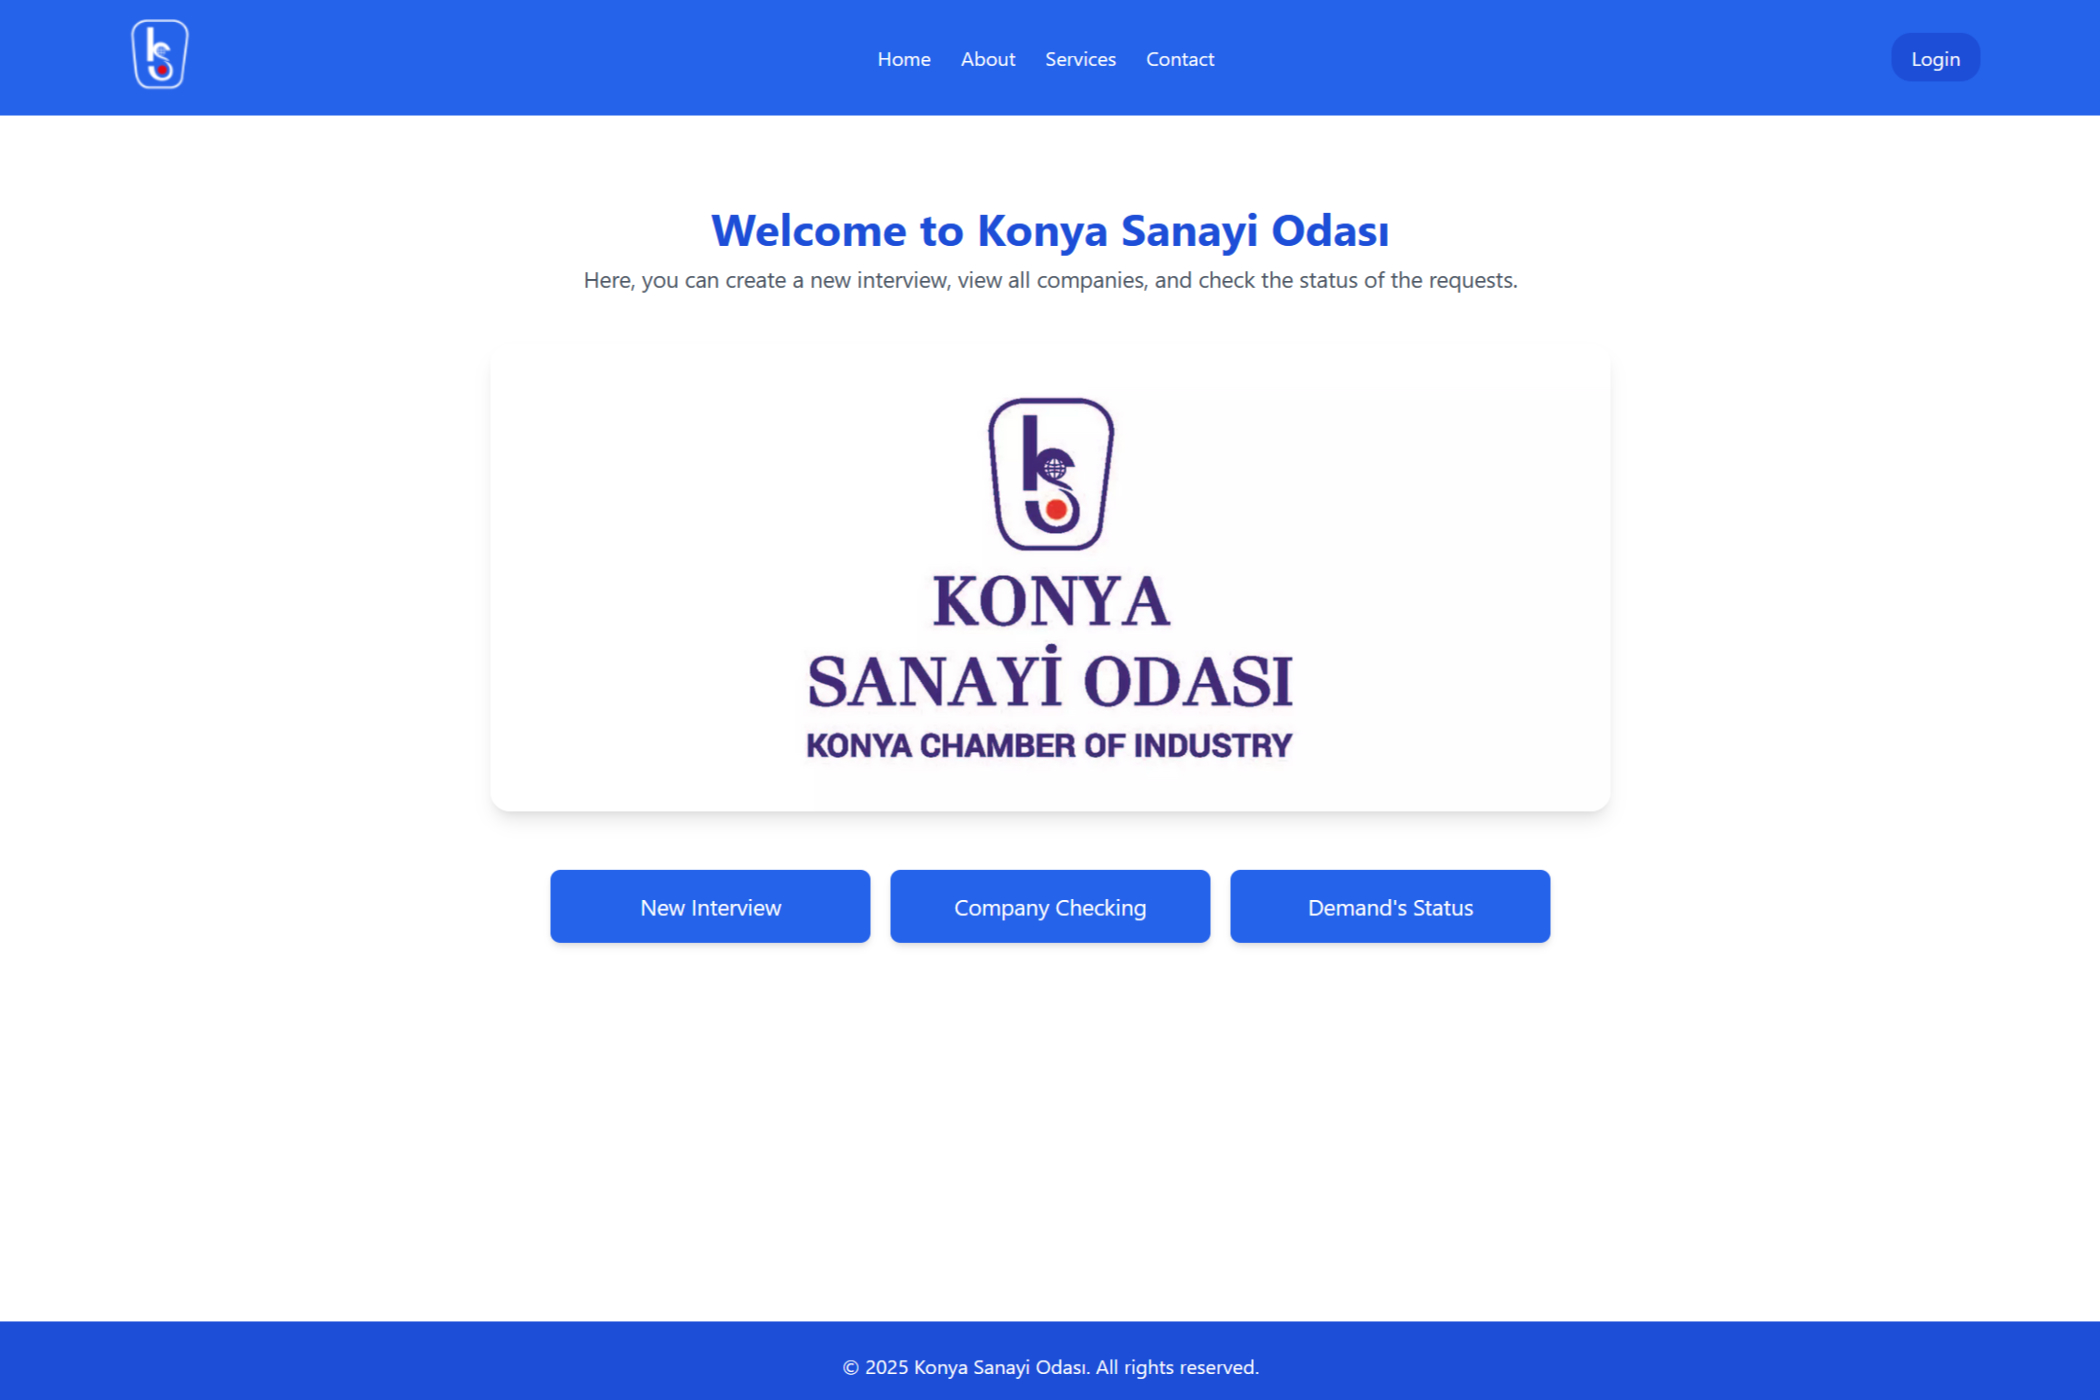 Home About Services Contact Login
Welcome to Konya Sanayi Odası
Here, you can create a new interview, view all companies, and check the status of the requests.
KONYA
SANAYİ ODASI
KONYA CHAMBER OF INDUSTRY
New Interview Company Checking Demand's Status
© 2025 Konya Sanayi Odası. All rights reserved.